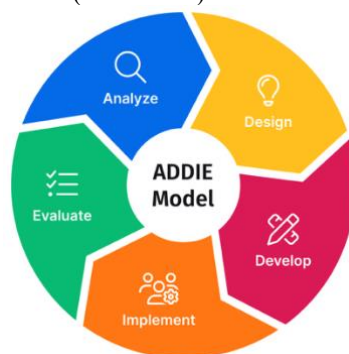 Analyze
Design
ADDIE
Model
Evaluate
Develop
Implement